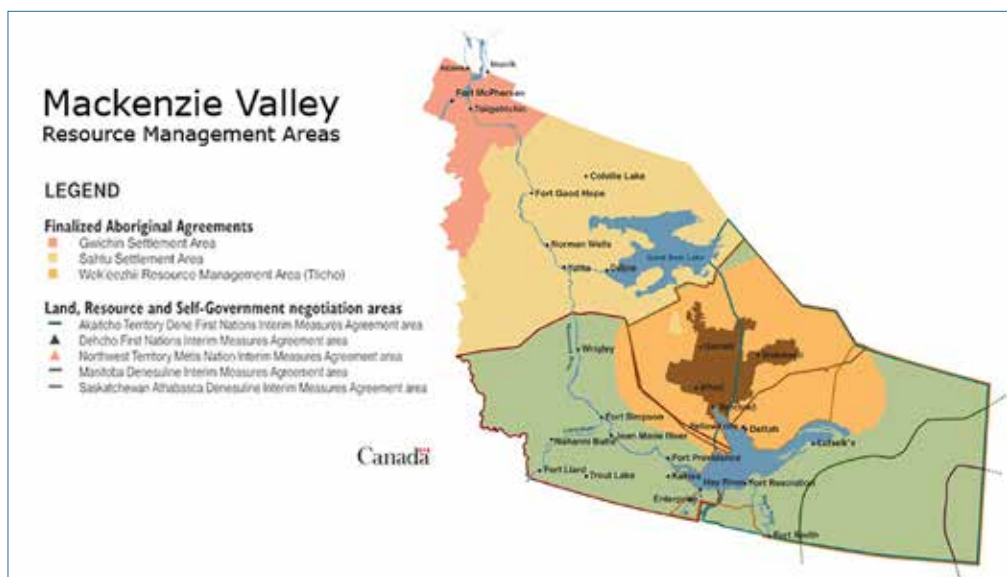 Mackenzie Valley
Resource Management Areas
LEGEND
Finalized Aboriginal Agreements
Gwichin Settlement Area
Sahtu Settlement Area
Wek'eezhii Resource Management Area (Tlicho)
Land, Resource and Self-Government negotiation areas
Akaitcho Territory Dene First Nations Interim Measures Agreement area
Dehcho First Nations Interim Measures Agreement area
Northwest Territory Metis Nation Interim Measures Agreement area
Manitoba Denesuline Interim Measures Agreement area
Saskatchewan Athabasca Denesuline Interim Measures Agreement area
Canada
Inuvik
Fort McPherson
Tsiigehtchic
Colville Lake
Fort Good Hope
Norman Wells
Great Bear Lake
Tulita
Deline
Wrigley
Fort Simpson
Dettah
Jean Marie River
Nahanni Butte
Lutselk'e
Fort Providence
Fort Liard
Trout Lake
Kakisa
Hay River
Fort Resolution
Enterprise
Fort Smith